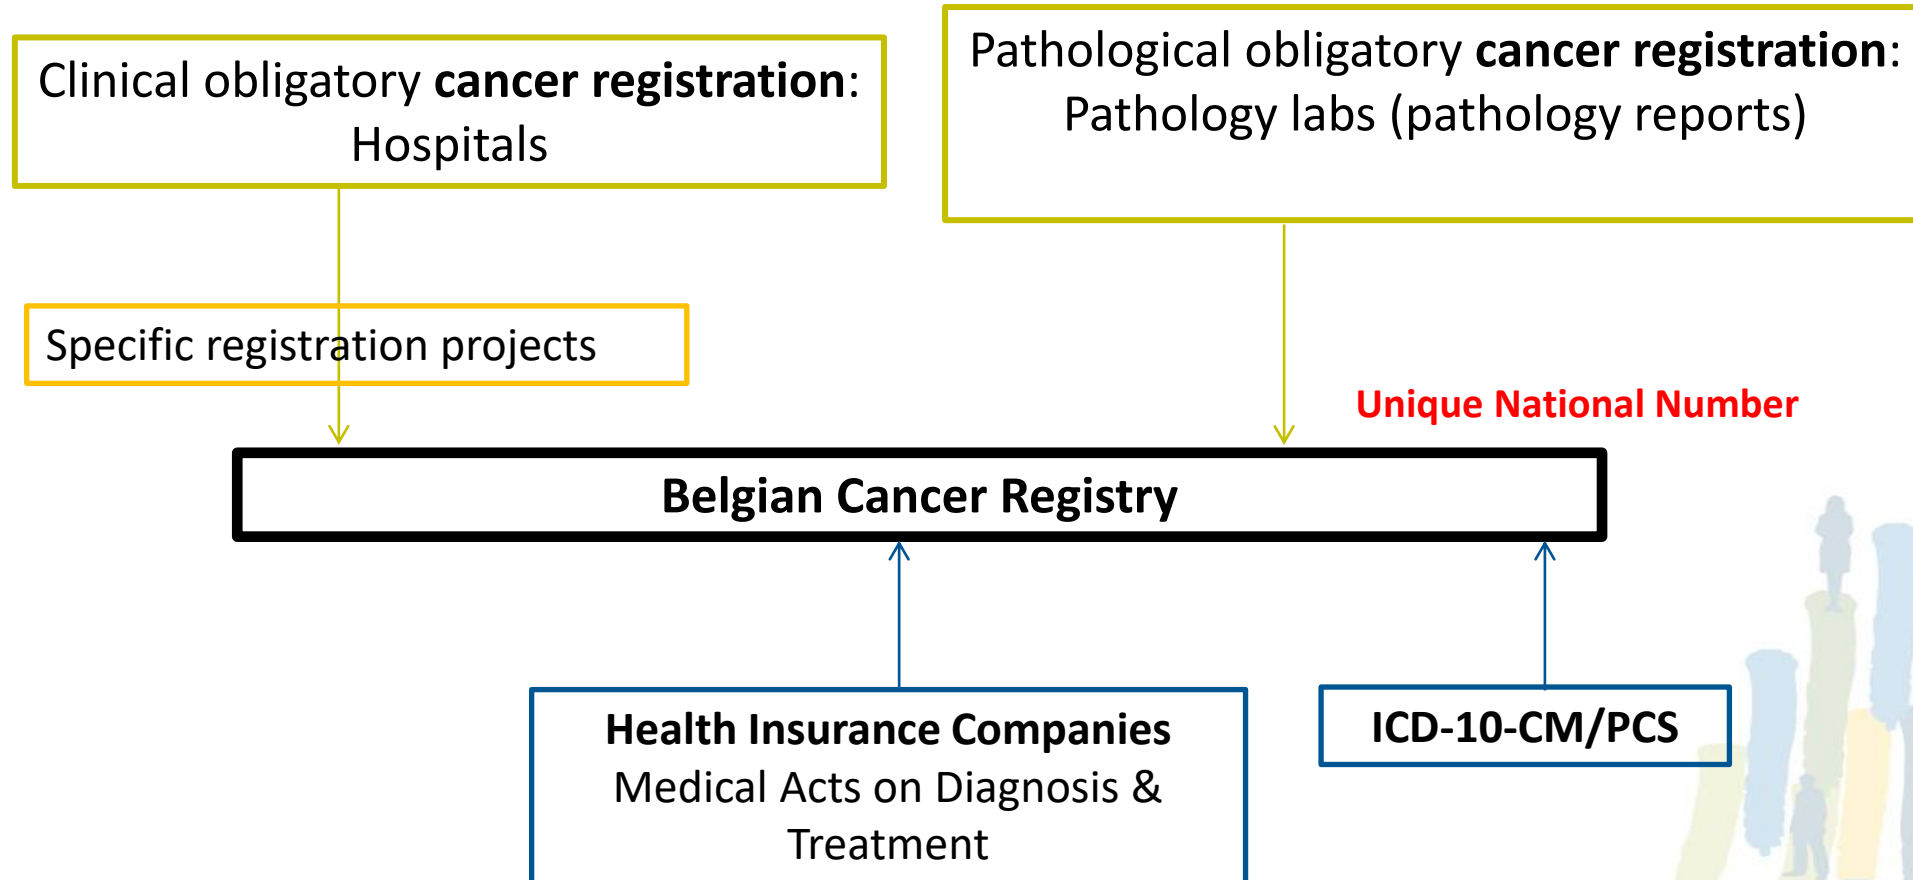 Clinical obligatory cancer registration:
Hospitals
Pathological obligatory cancer registration:
Pathology labs (pathology reports)
Specific registration projects
Unique National Number
Belgian Cancer Registry
Health Insurance Companies
Medical Acts on Diagnosis &
Treatment
ICD-10-CM/PCS